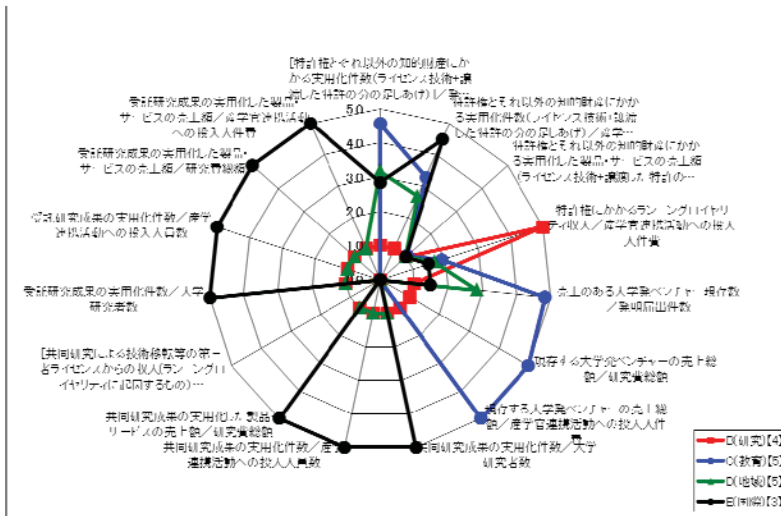 [特許権とそれ以外の知的財産にか
かる実用化件数(ライセンス技術+譲
渡した特許の分の足しあげ)]/発…
特許権とそれ以外の知的財産にかか
る実用化件数(ライセンス技術+譲渡
した特許の分の足しあげ)/産学…
特許権とそれ以外の知的財産にか
かる実用化した製品・サービスの売上額
(ライセンス技術+譲渡した特許の…
特許権にかかるランニングロイヤリ
ティ収入/産学官連携活動への投入
人件費
売上のある大学発ベンチャー現存数
/発明届出件数
現存する大学発ベンチャーの売上総
額/研究費総額
現存する大学発ベンチャーの売上総
額/産学官連携活動への投入人件
費
共同研究成果の実用化件数/大学
研究者数
共同研究成果の実用化件数/産学
連携活動への投入人員数
共同研究成果の実用化した製品・
サービスの売上額/研究費総額
[共同研究による技術移転等の第三
者ライセンスからの収入(ランニングロ
イヤリティに起因するもの)…
受託研究成果の実用化件数/大学
研究者数
受託研究成果の実用化件数/産学
連携活動への投入人員数
受託研究成果の実用化した製品・
サービスの売上額/研究費総額
受託研究成果の実用化した製品・
サービスの売上額/産学官連携活動
への投入人件費
5.0
4.0
3.0
2.0
1.0
0.0
C(教育)【5】
D(地域)【5】